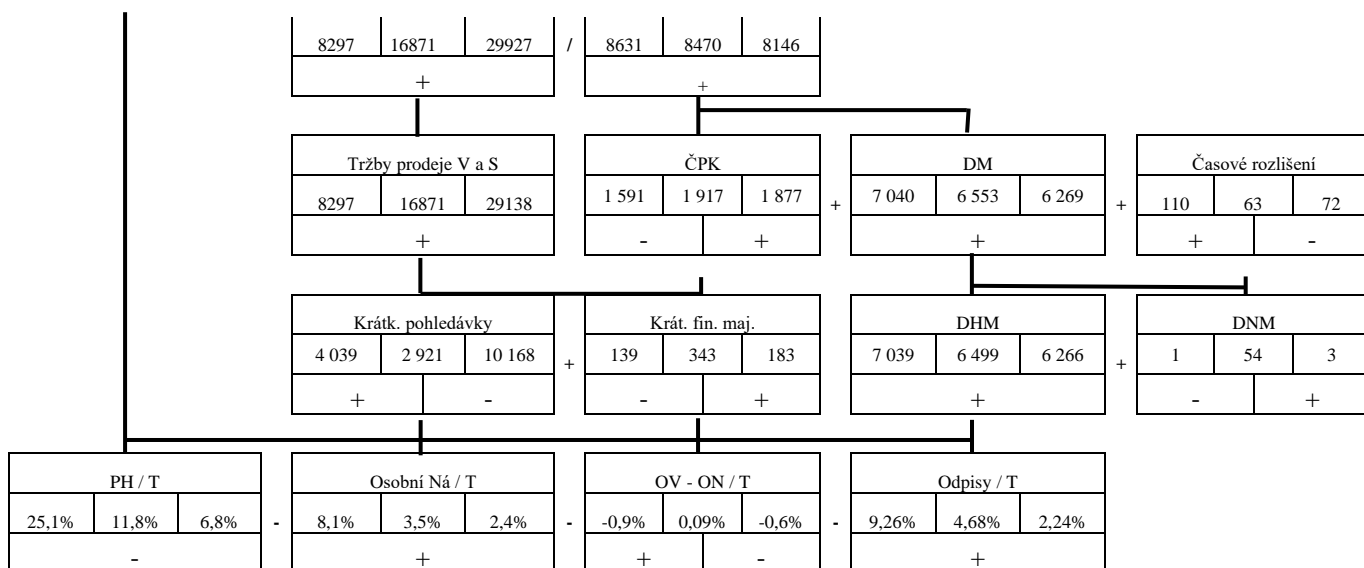 8297 16871 29927 / 8631 8470 8146
+ +
Tržby prodeje V a S ČPK DM Časové rozlišení
8297 16871 29138 1 591 1 917 1 877 + 7 040 6 553 6 269 + 110 63 72
+ - + + + -
Krátk. pohledávky Krát. fin. maj. DHM DNM
4 039 2 921 10 168 + 139 343 183 7 039 6 499 6 266 + 1 54 3
+ - - + + - +
PH / T Osobní Ná / T OV - ON / T Odpisy / T
25,1% 11,8% 6,8% - 8,1% 3,5% 2,4% - -0,9% 0,09% -0,6% - 9,26% 4,68% 2,24%
- + + - +